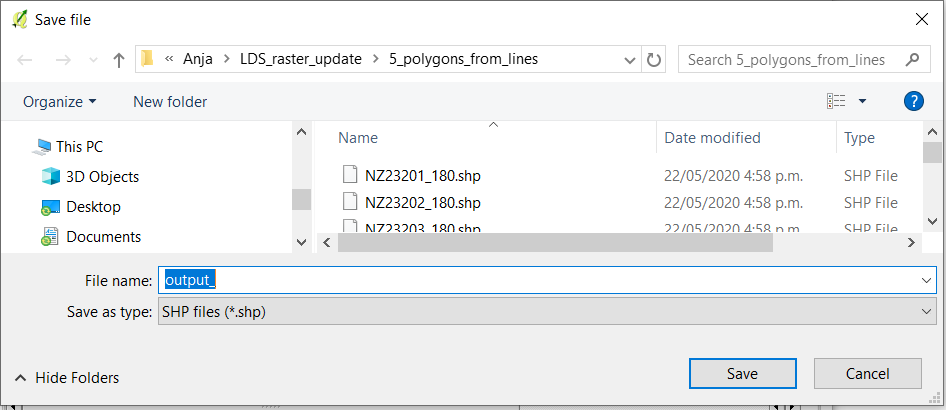 Save file
« Anja > LDS_raster_update > 5_polygons_from_lines
Search 5_polygons_from_lines
Organize
New folder
?
Name
Date modified
Type
This PC
3D Objects
Desktop
Documents
NZ23201_180.shp 22/05/2020 4:58 p.m. SHP File
NZ23202_180.shp 22/05/2020 4:58 p.m. SHP File
NZ23203_180.shp 22/05/2020 4:58 p.m. SHP File
File name: output_
Save as type: SHP files (*.shp)
Hide Folders
Save
Cancel